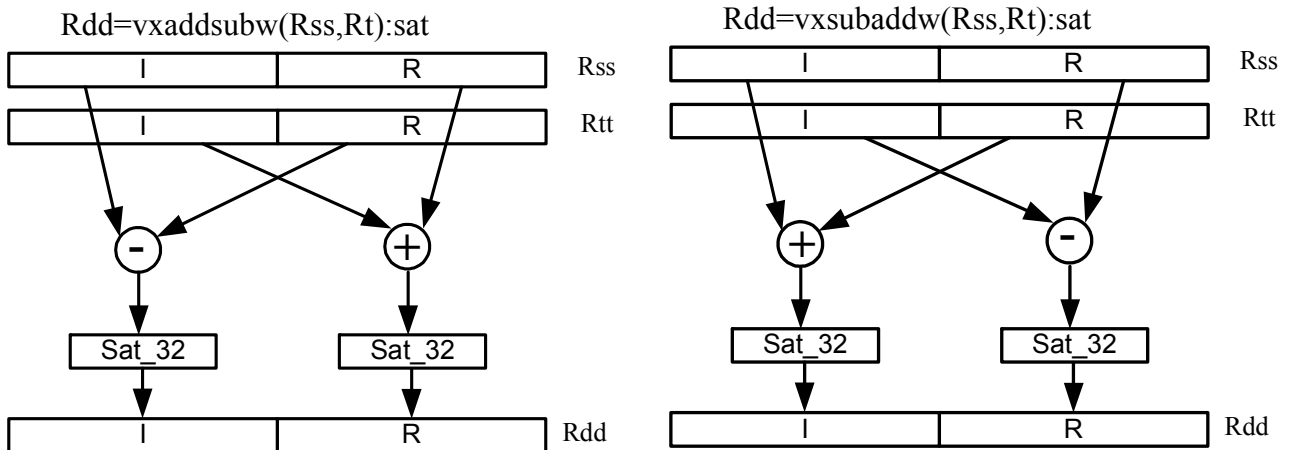 Rdd=vxaddsubw(Rss,Rt):sat
I R Rss
I R Rtt
- +
Sat_32 Sat_32
I R Rdd
Rdd=vxsubaddw(Rss,Rt):sat
I R Rss
I R Rtt
+ -
Sat_32 Sat_32
I R Rdd